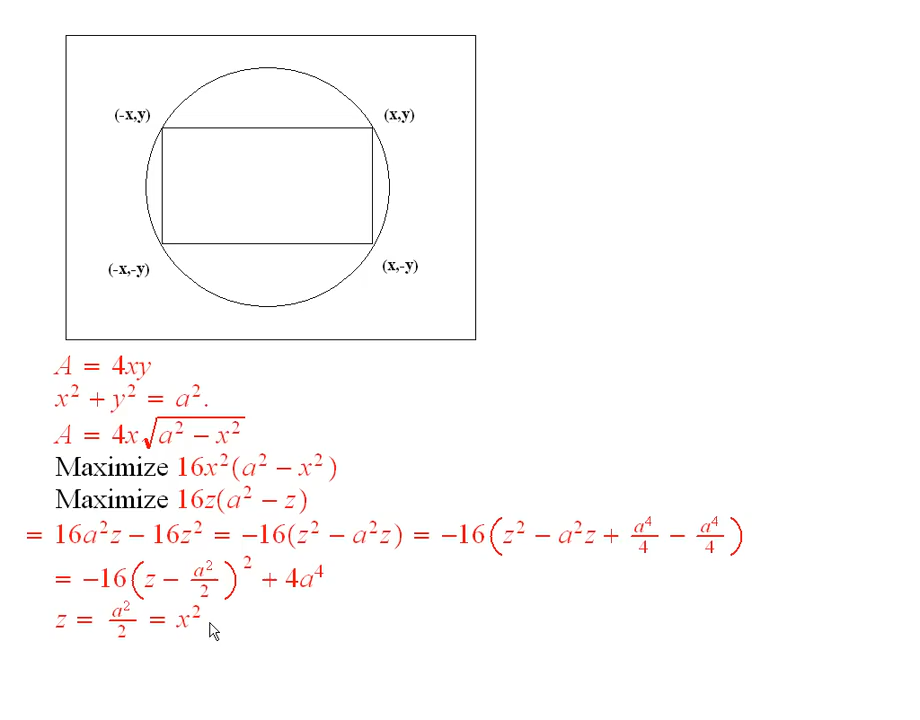 (-x,y) (x,y)
(-x,-y) (x,-y)
A = 4xy
x² + y² = a².
A = 4x√(a² − x²)
Maximize 16x²(a² − x²)
Maximize 16z(a² − z)
= 16a²z − 16z² = −16(z² − a²z) = −16(z² − a²z + a⁴/4 − a⁴/4)
= −16(z − a²/2)² + 4a⁴
z = a²/2 = x²